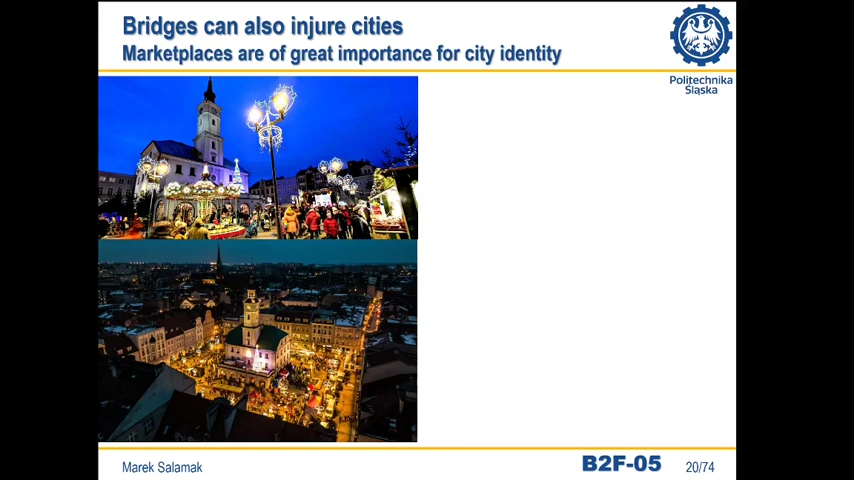 Bridges can also injure cities
Marketplaces are of great importance for city identity
Politechnika
Śląska
Marek Salamak
B2F-05
20/74